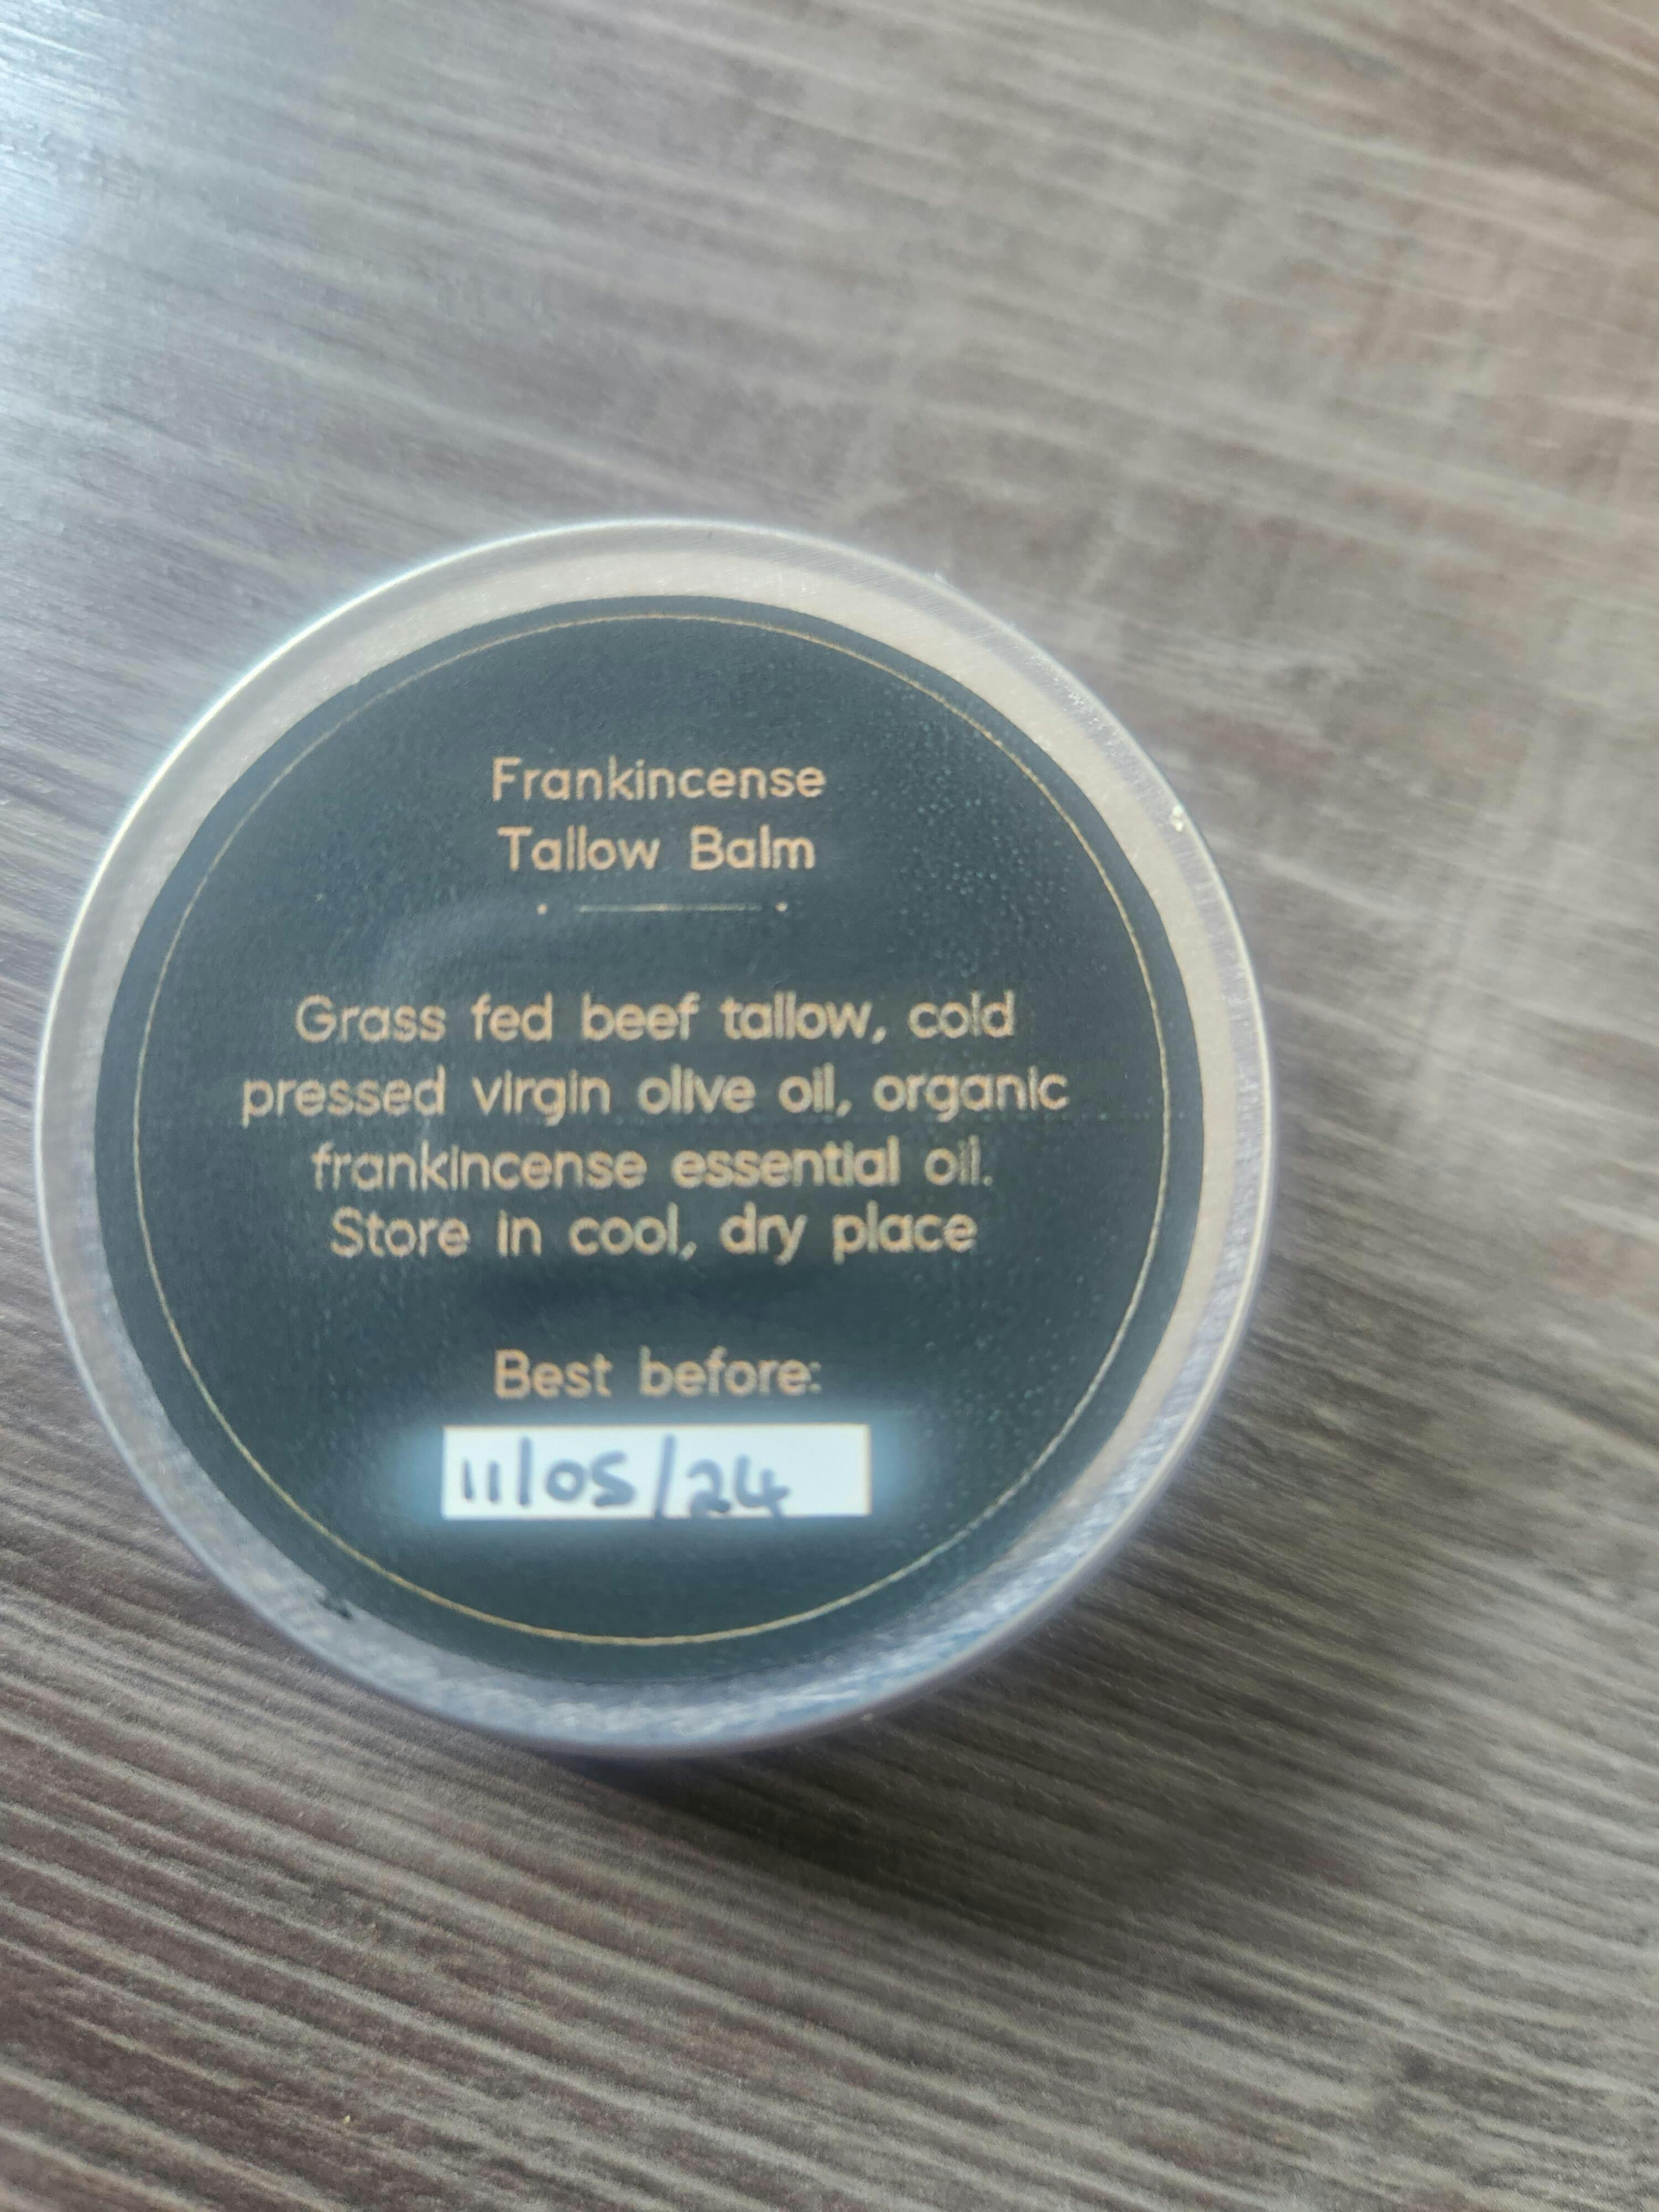 Frankincense
Tallow Balm
Grass fed beef tallow, cold
pressed virgin olive oil, organic
frankincense essential oil.
Store in cool, dry place
Best before:
11/05/24